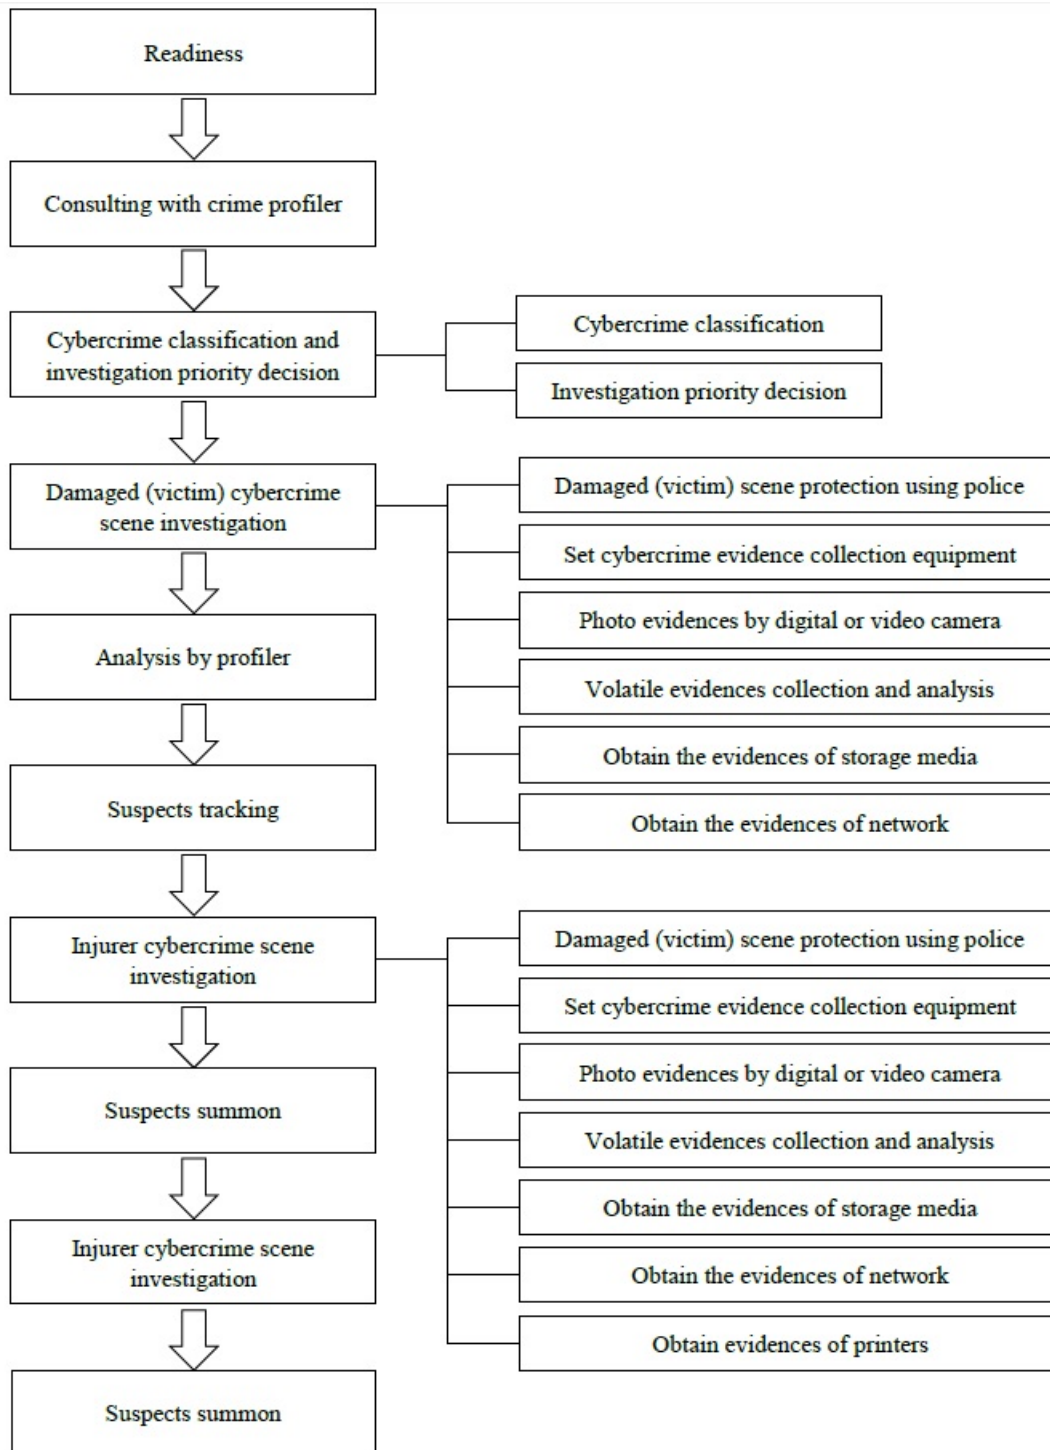 Readiness
Consulting with crime profiler
Cybercrime classification and
investigation priority decision
Cybercrime classification
Investigation priority decision
Damaged (victim) cybercrime
scene investigation
Damaged (victim) scene protection using police
Set cybercrime evidence collection equipment
Photo evidences by digital or video camera
Volatile evidences collection and analysis
Obtain the evidences of storage media
Obtain the evidences of network
Analysis by profiler
Suspects tracking
Injurer cybercrime scene
investigation
Damaged (victim) scene protection using police
Set cybercrime evidence collection equipment
Photo evidences by digital or video camera
Volatile evidences collection and analysis
Obtain the evidences of storage media
Obtain the evidences of network
Obtain evidences of printers
Suspects summon
Injurer cybercrime scene
investigation
Suspects summon